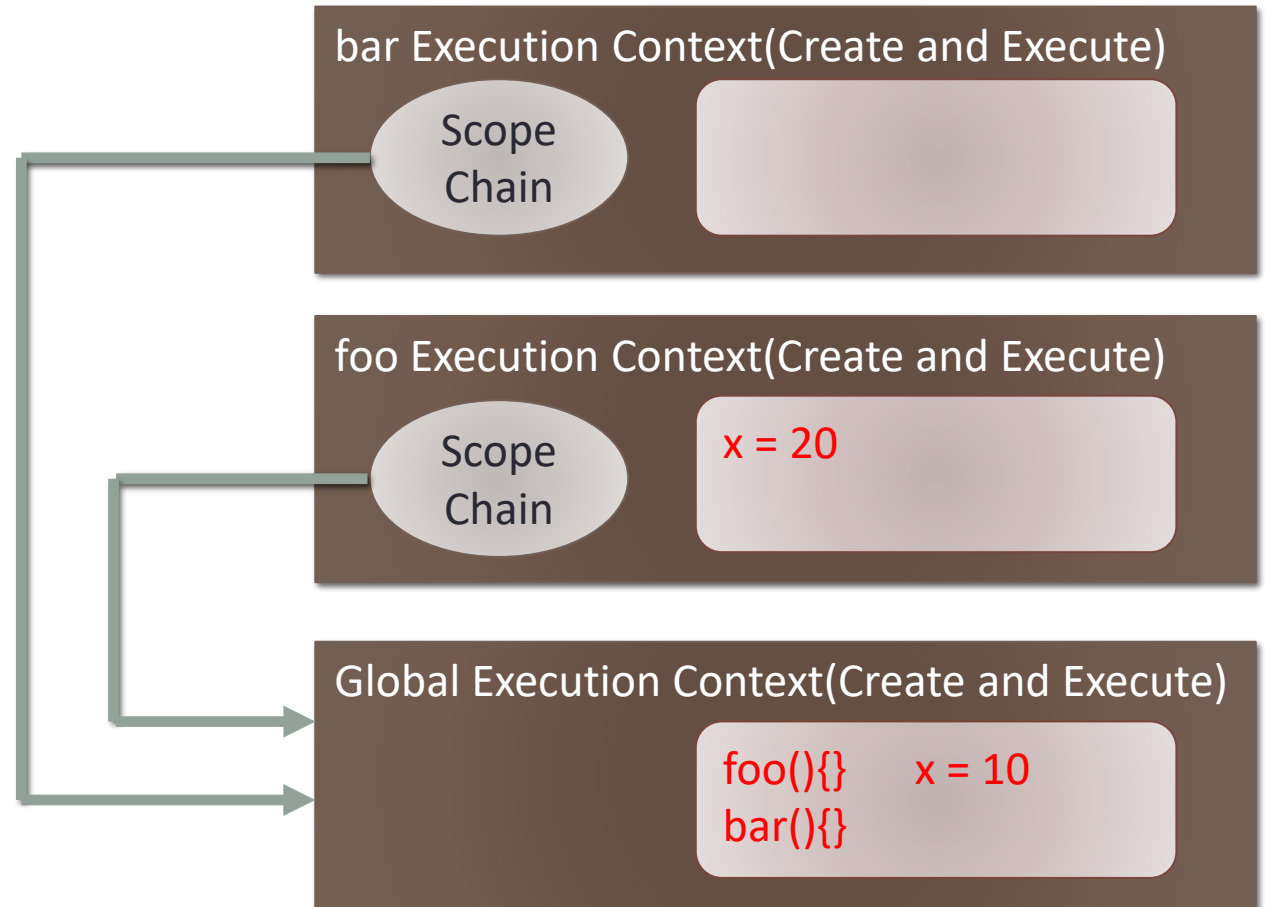 bar Execution Context(Create and Execute)
Scope
Chain
foo Execution Context(Create and Execute)
Scope
Chain
x = 20
Global Execution Context(Create and Execute)
foo(){} x = 10
bar(){}